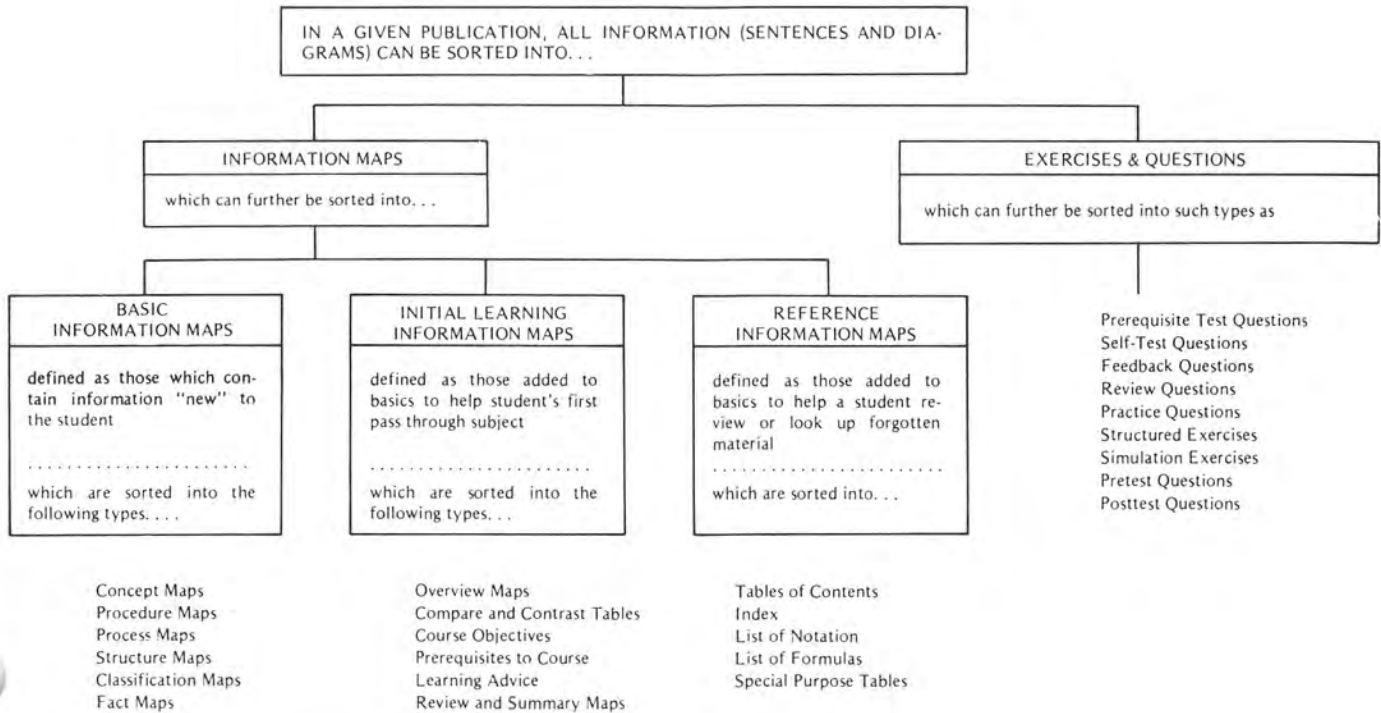 IN A GIVEN PUBLICATION, ALL INFORMATION (SENTENCES AND DIA-
GRAMS) CAN BE SORTED INTO. . .
INFORMATION MAPS
which can further be sorted into. . .
EXERCISES & QUESTIONS
which can further be sorted into such types as
BASIC
INFORMATION MAPS
defined as those which con-
tain information "new" to
the student
. . . . . . . . . . . . . . . . . . . . . . .
which are sorted into the
following types. . . .
Concept Maps
Procedure Maps
Process Maps
Structure Maps
Classification Maps
Fact Maps
INITIAL LEARNING
INFORMATION MAPS
defined as those added to
basics to help student's first
pass through subject
. . . . . . . . . . . . . . . . . . . . . . .
which are sorted into the
following types. . .
Overview Maps
Compare and Contrast Tables
Course Objectives
Prerequisites to Course
Learning Advice
Review and Summary Maps
REFERENCE
INFORMATION MAPS
defined as those added to
basics to help a student re-
view or look up forgotten
material
. . . . . . . . . . . . . . . . . . . . . . . .
which are sorted into. . .
Tables of Contents
Index
List of Notation
List of Formulas
Special Purpose Tables
Prerequisite Test Questions
Self-Test Questions
Feedback Questions
Review Questions
Practice Questions
Structured Exercises
Simulation Exercises
Pretest Questions
Posttest Questions